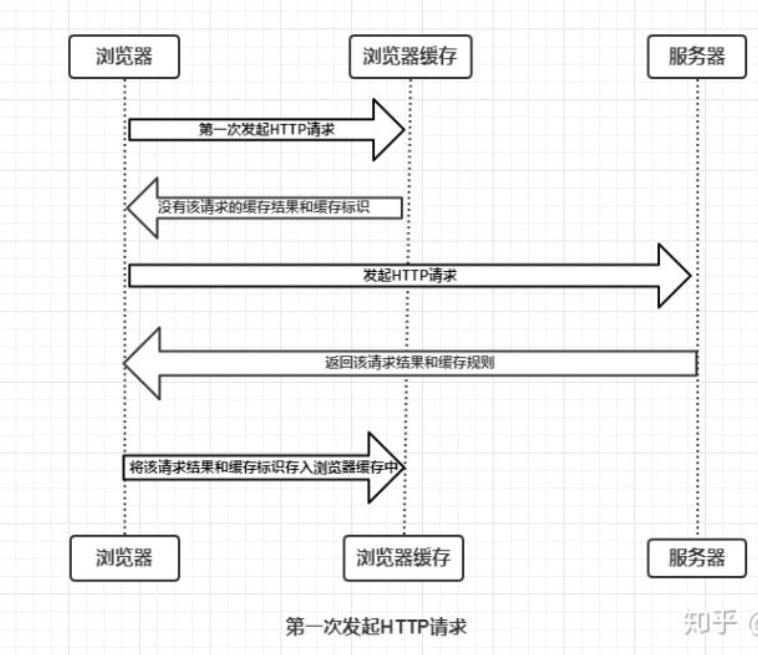 浏览器 浏览器缓存 服务器
第一次发起HTTP请求
没有该请求的缓存结果和缓存标识
发起HTTP请求
返回该请求结果和缓存规则
将该请求结果和缓存标识存入浏览器缓存中
浏览器 浏览器缓存 服务器
第一次发起HTTP请求
知乎 @